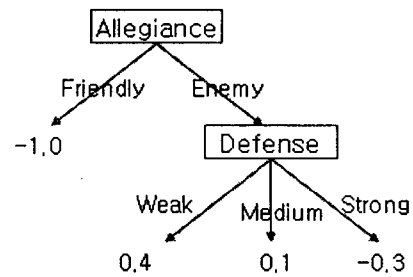 Allegiance
Friendly Enemy
-1.0 Defense
Weak Medium Strong
0.4 0.1 -0.3